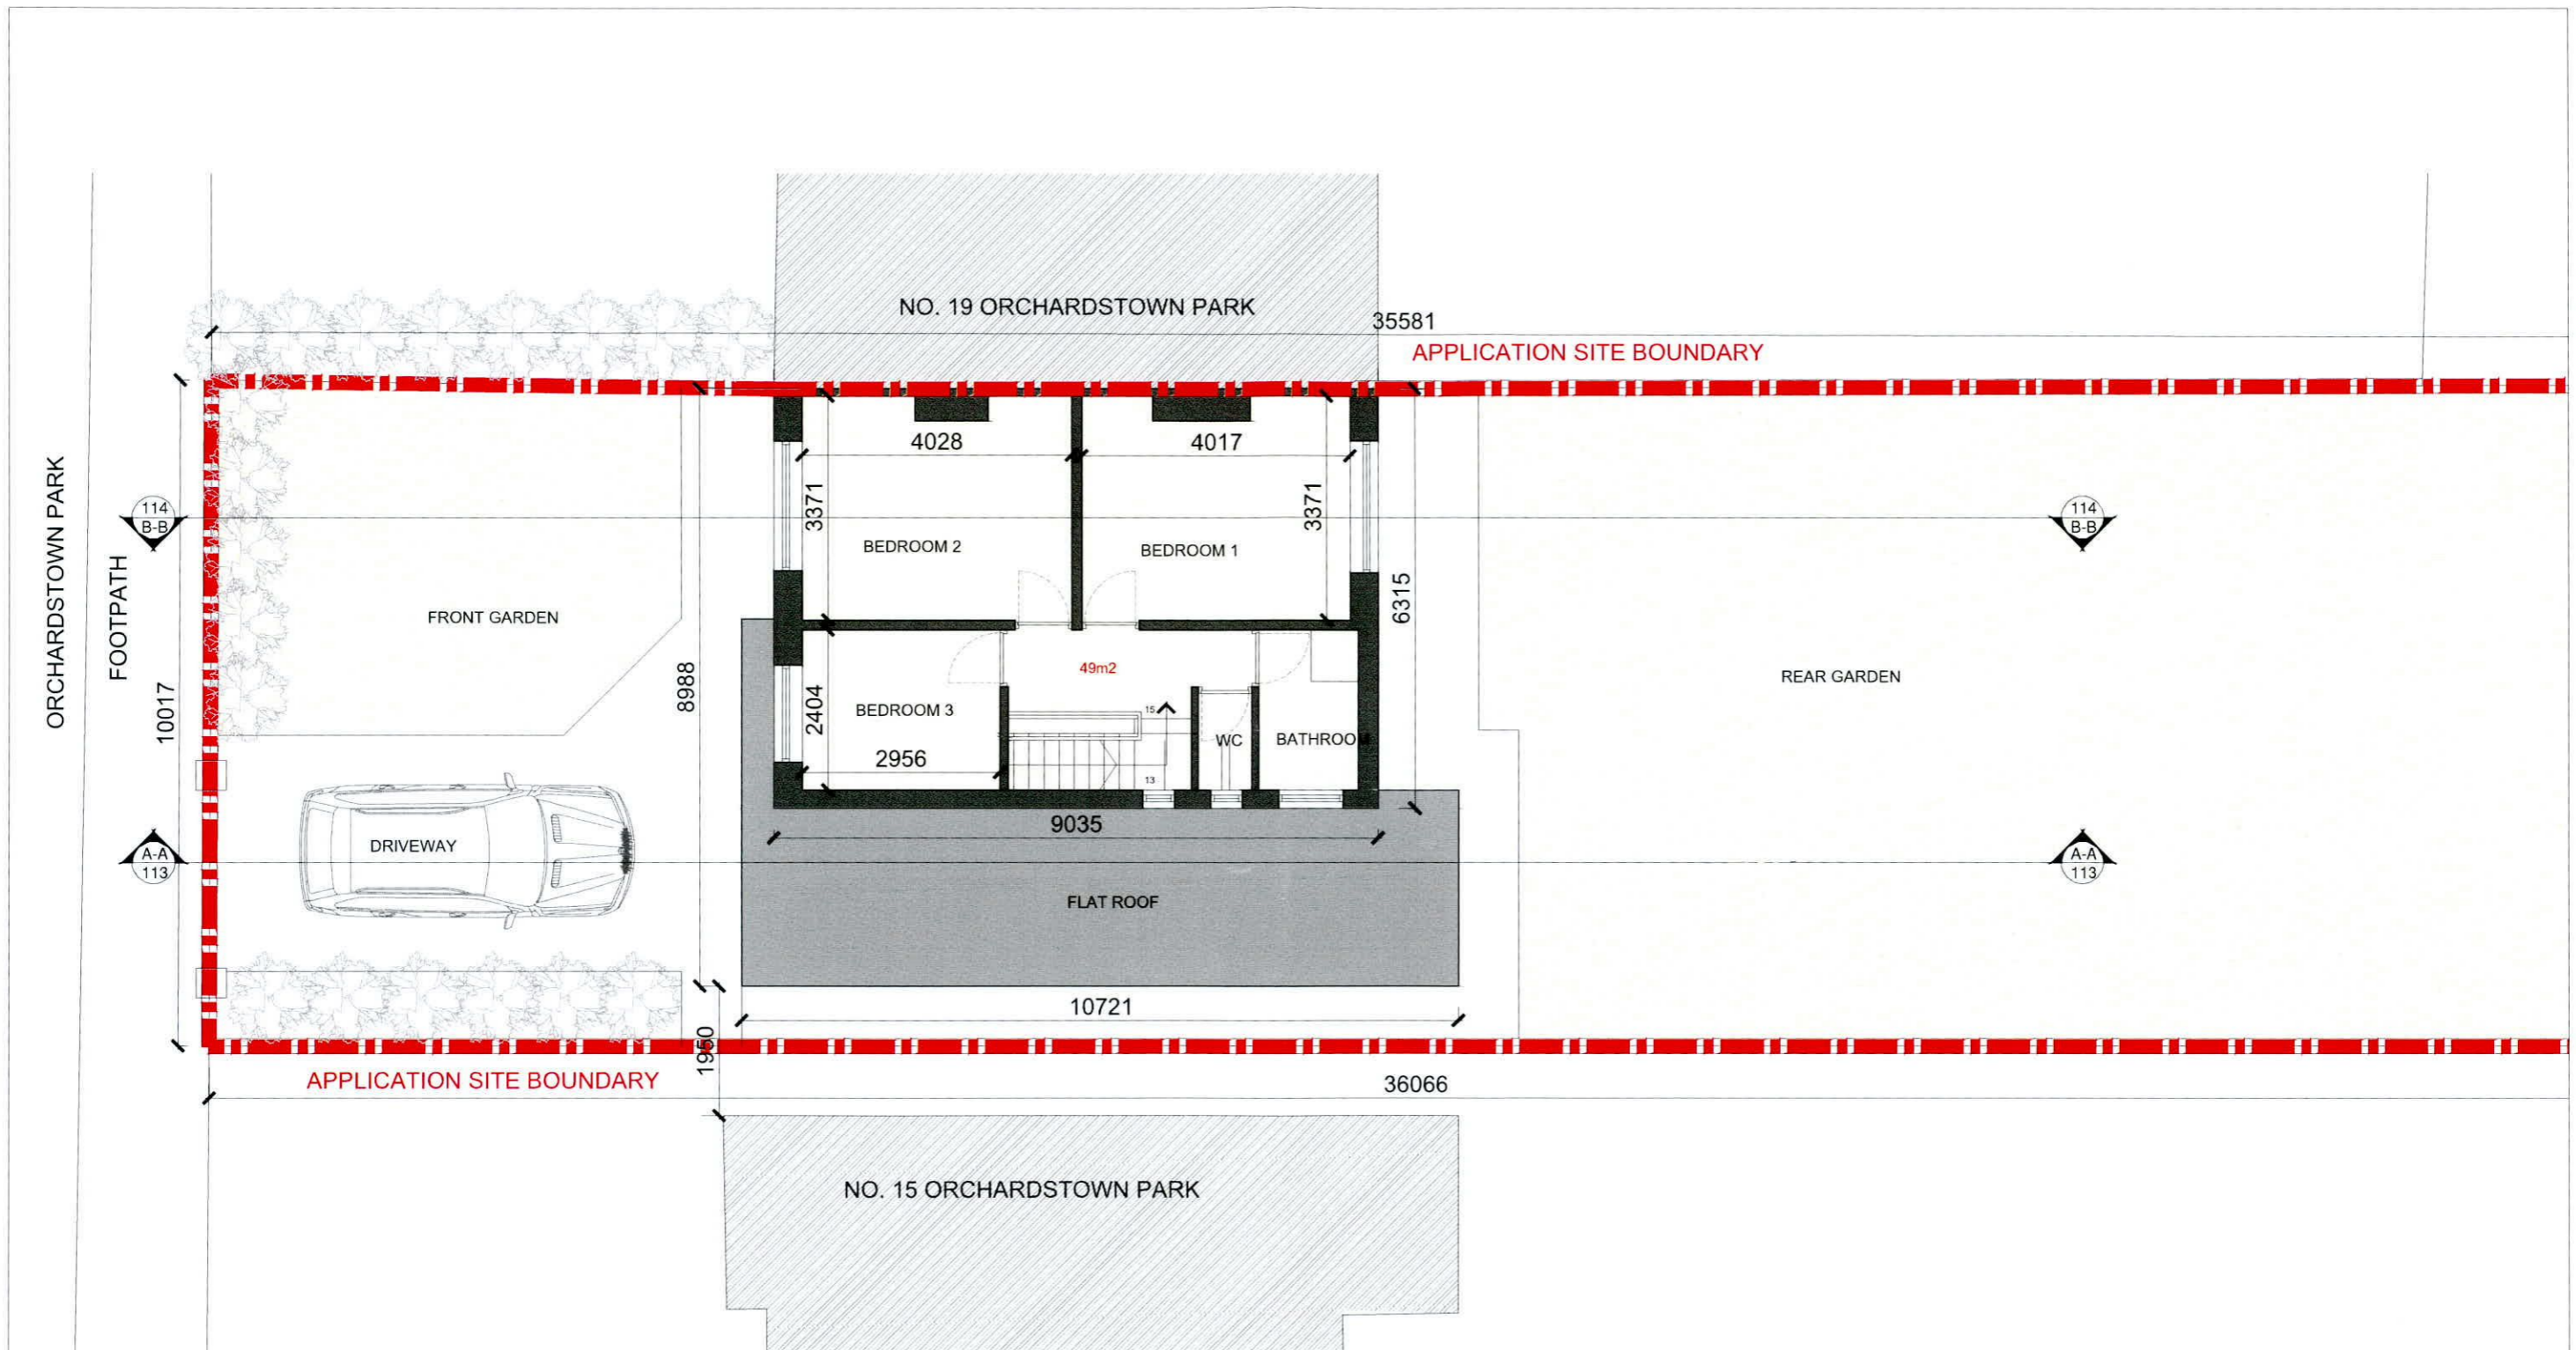 NO. 19 ORCHARDSTOWN PARK
35581
APPLICATION SITE BOUNDARY
4028
4017
ORCHARDSTOWN PARK
FOOTPATH
114
B-B
3371
3371
114
B-B
BEDROOM 2
BEDROOM 1
6315
FRONT GARDEN
10017
8988
49m2
REAR GARDEN
2404
BEDROOM 3
15
WC
BATHROOM
2956
13
9035
DRIVEWAY
A-A
113
A-A
113
FLAT ROOF
10721
1950
APPLICATION SITE BOUNDARY
36066
NO. 15 ORCHARDSTOWN PARK